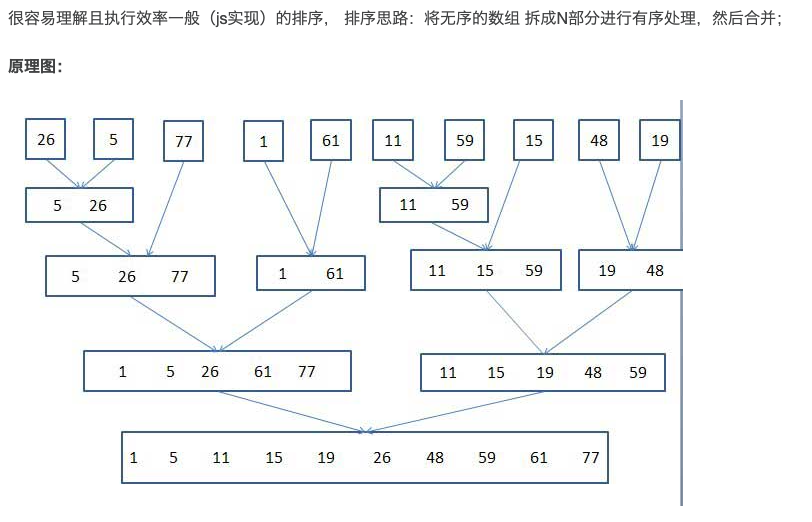 很容易理解且执行效率一般（js实现）的排序， 排序思路：将无序的数组 拆成N部分进行有序处理，然后合并；
原理图：
26 5 77 1 61 11 59 15 48 19
5 26 11 59
5 26 77 1 61 11 15 59 19 48
1 5 26 61 77 11 15 19 48 59
1 5 11 15 19 26 48 59 61 77